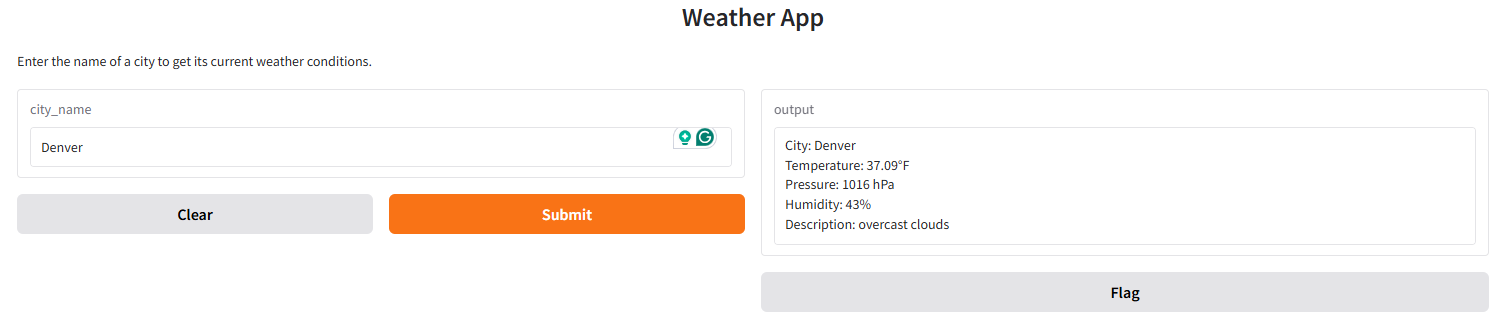 Weather App
Enter the name of a city to get its current weather conditions.
city_name
Denver
Clear
Submit
output
City: Denver
Temperature: 37.09°F
Pressure: 1016 hPa
Humidity: 43%
Description: overcast clouds
Flag